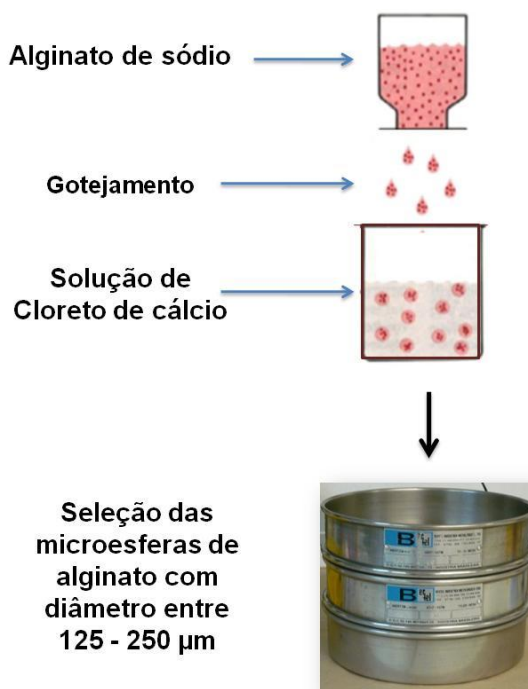 Alginato de sódio
Gotejamento
Solução de
Cloreto de cálcio
Seleção das
microesferas de
alginato com
diâmetro entre
125 - 250 µm
B
B